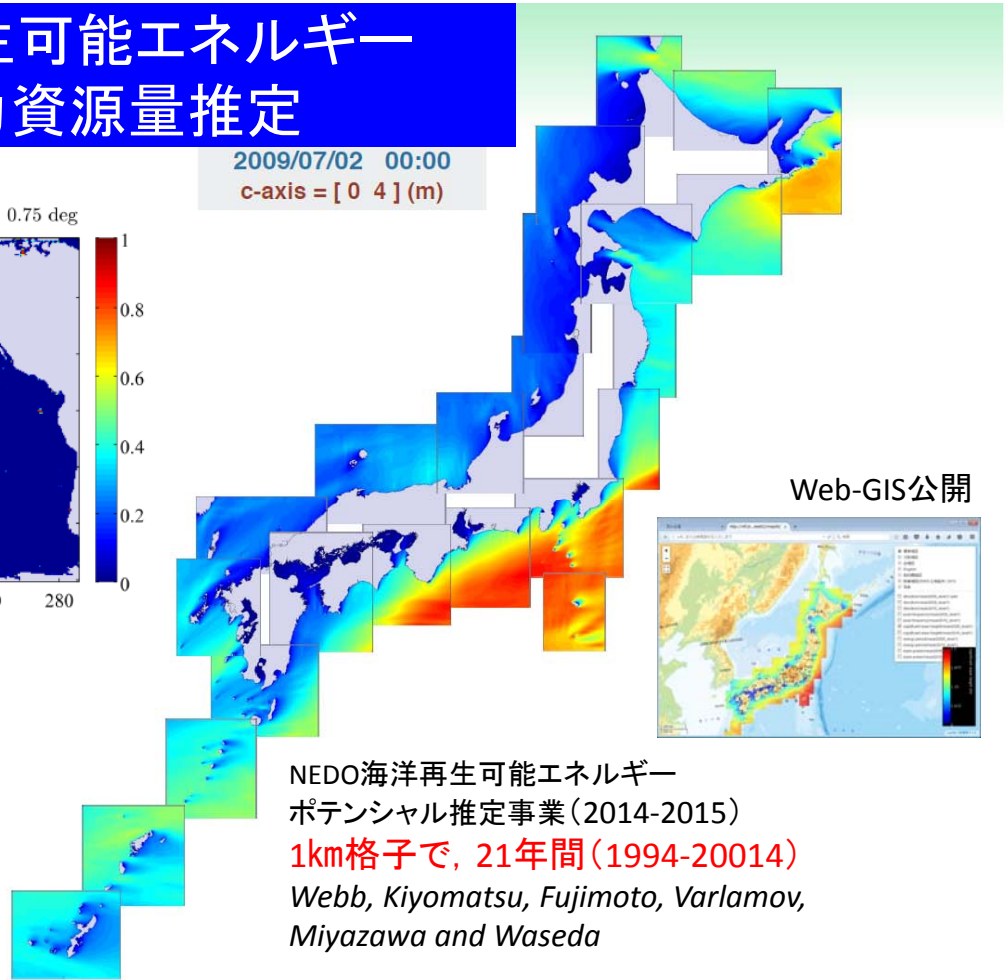 生可能エネルギー
資源量推定
2009/07/02 00:00
c-axis = [ 0 4 ] (m)
0.75 deg
1
0.8
0.6
0.4
0.2
0
280
Web-GIS公開
NEDO海洋再生可能エネルギー
ポテンシャル推定事業(2014-2015)
1km格子で, 21年間(1994-20014)
Webb, Kiyomatsu, Fujimoto, Varlamov,
Miyazawa and Waseda